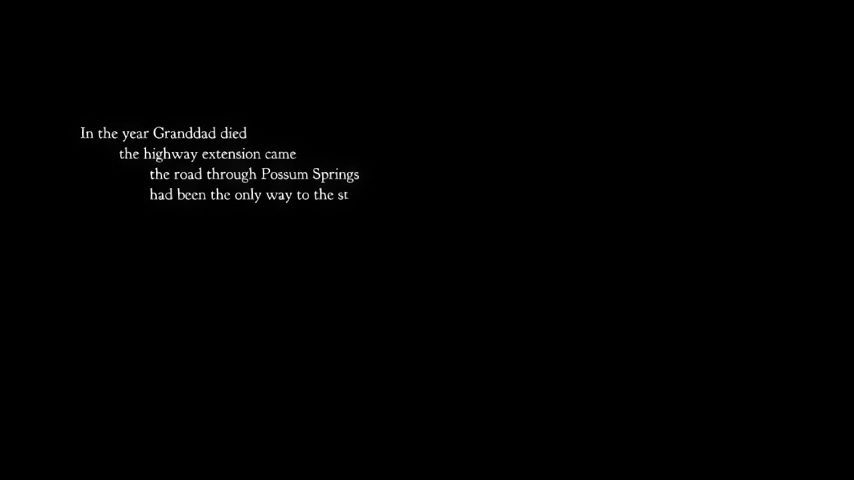 In the year Granddad died
the highway extension came
the road through Possum Springs
had been the only way to the st